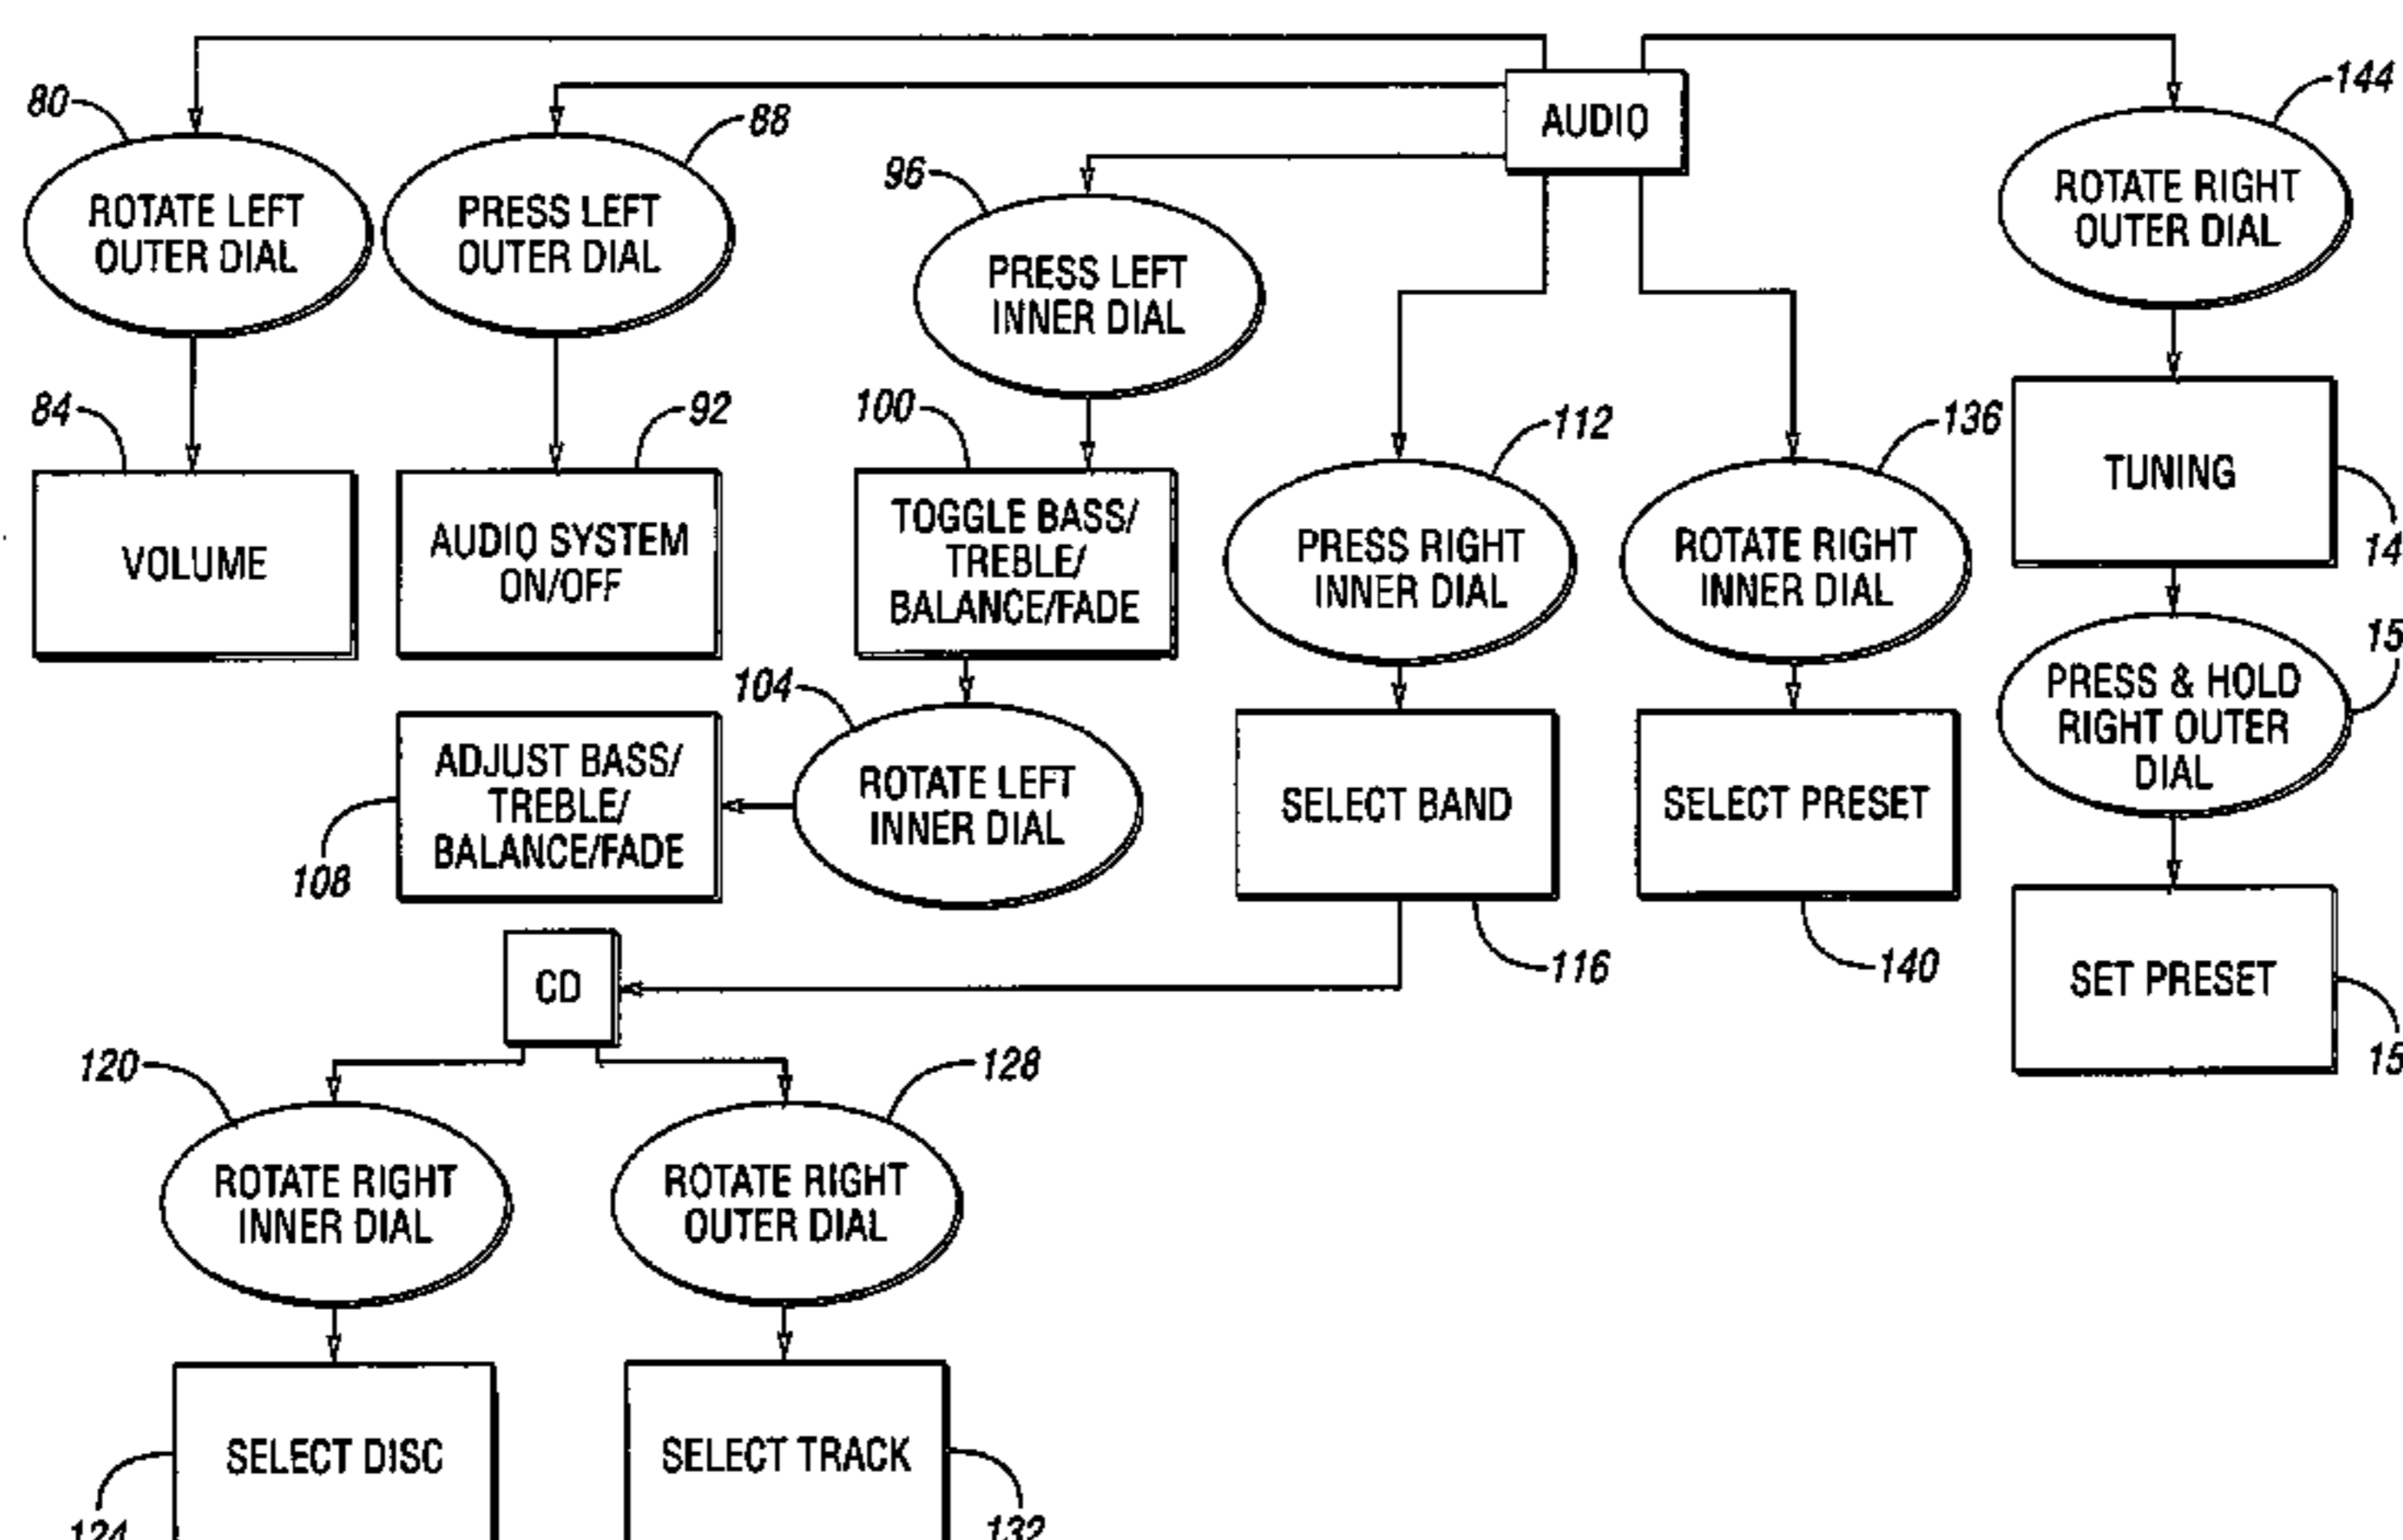 AUDIO
80
ROTATE LEFT
OUTER DIAL
88
PRESS LEFT
OUTER DIAL
96
PRESS LEFT
INNER DIAL
144
ROTATE RIGHT
OUTER DIAL
84
VOLUME
92
AUDIO SYSTEM
ON/OFF
100
TOGGLE BASS/
TREBLE/
BALANCE/FADE
112
PRESS RIGHT
INNER DIAL
136
ROTATE RIGHT
INNER DIAL
TUNING
14
108
ADJUST BASS/
TREBLE/
BALANCE/FADE
104
ROTATE LEFT
INNER DIAL
SELECT BAND
116
SELECT PRESET
140
15
PRESS & HOLD
RIGHT OUTER
DIAL
SET PRESET
15
CD
120
ROTATE RIGHT
INNER DIAL
128
ROTATE RIGHT
OUTER DIAL
124
SELECT DISC
SELECT TRACK
132